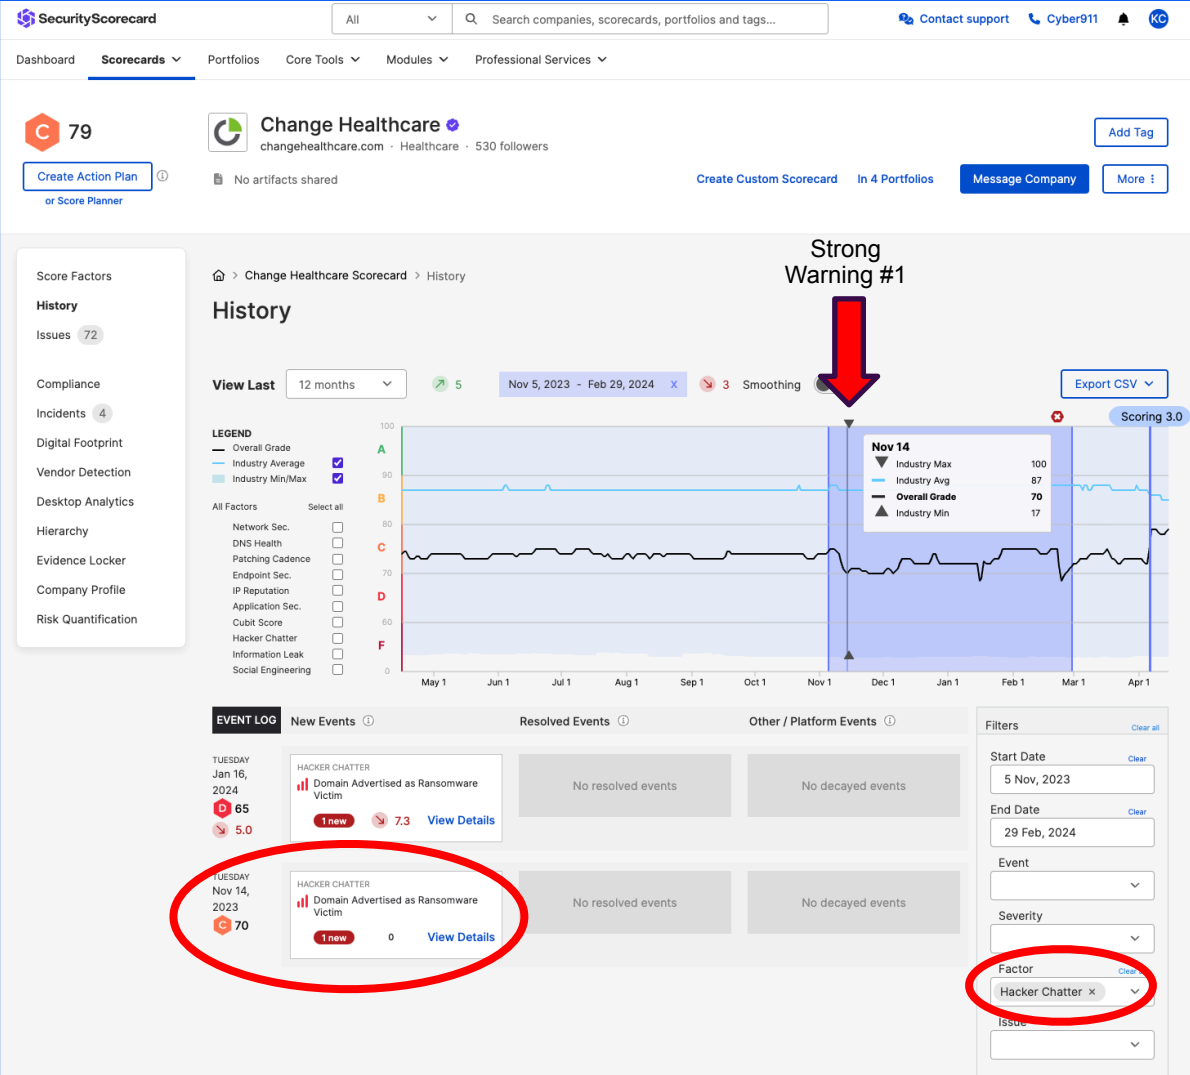 SecurityScorecard
All
Search companies, scorecards, portfolios and tags...
Contact support
Cyber911
KC
Dashboard
Scorecards
Portfolios
Core Tools
Modules
Professional Services
C 79
Create Action Plan
or Score Planner
Change Healthcare
changehealthcare.com · Healthcare · 530 followers
No artifacts shared
Add Tag
Create Custom Scorecard
In 4 Portfolios
Message Company
More
Score Factors
History
Issues 72
Compliance
Incidents 4
Digital Footprint
Vendor Detection
Desktop Analytics
Hierarchy
Evidence Locker
Company Profile
Risk Quantification
> Change Healthcare Scorecard > History
History
Strong
Warning #1
View Last
12 months
5
Nov 5, 2023 - Feb 29, 2024 x
3
Smoothing
Export CSV
Scoring 3.0
LEGEND
Overall Grade
Industry Average
Industry Min/Max
All Factors Select all
Network Sec.
DNS Health
Patching Cadence
Endpoint Sec.
IP Reputation
Application Sec.
Cubit Score
Hacker Chatter
Information Leak
Social Engineering
100
A
90
B
80
C
70
D
60
F
0
Nov 14
Industry Max 100
Industry Avg 87
Overall Grade 70
Industry Min 17
May 1 Jun 1 Jul 1 Aug 1 Sep 1 Oct 1 Nov 1 Dec 1 Jan 1 Feb 1 Mar 1 Apr 1
EVENT LOG
New Events
Resolved Events
Other / Platform Events
TUESDAY
Jan 16,
2024
D 65
5.0
HACKER CHATTER
Domain Advertised as Ransomware
Victim
1 new 7.3 View Details
No resolved events
No decayed events
TUESDAY
Nov 14,
2023
C 70
HACKER CHATTER
Domain Advertised as Ransomware
Victim
1 new 0 View Details
No resolved events
No decayed events
Filters Clear all
Start Date Clear
5 Nov, 2023
End Date Clear
29 Feb, 2024
Event
Severity
Factor Clear
Hacker Chatter ×
Issue